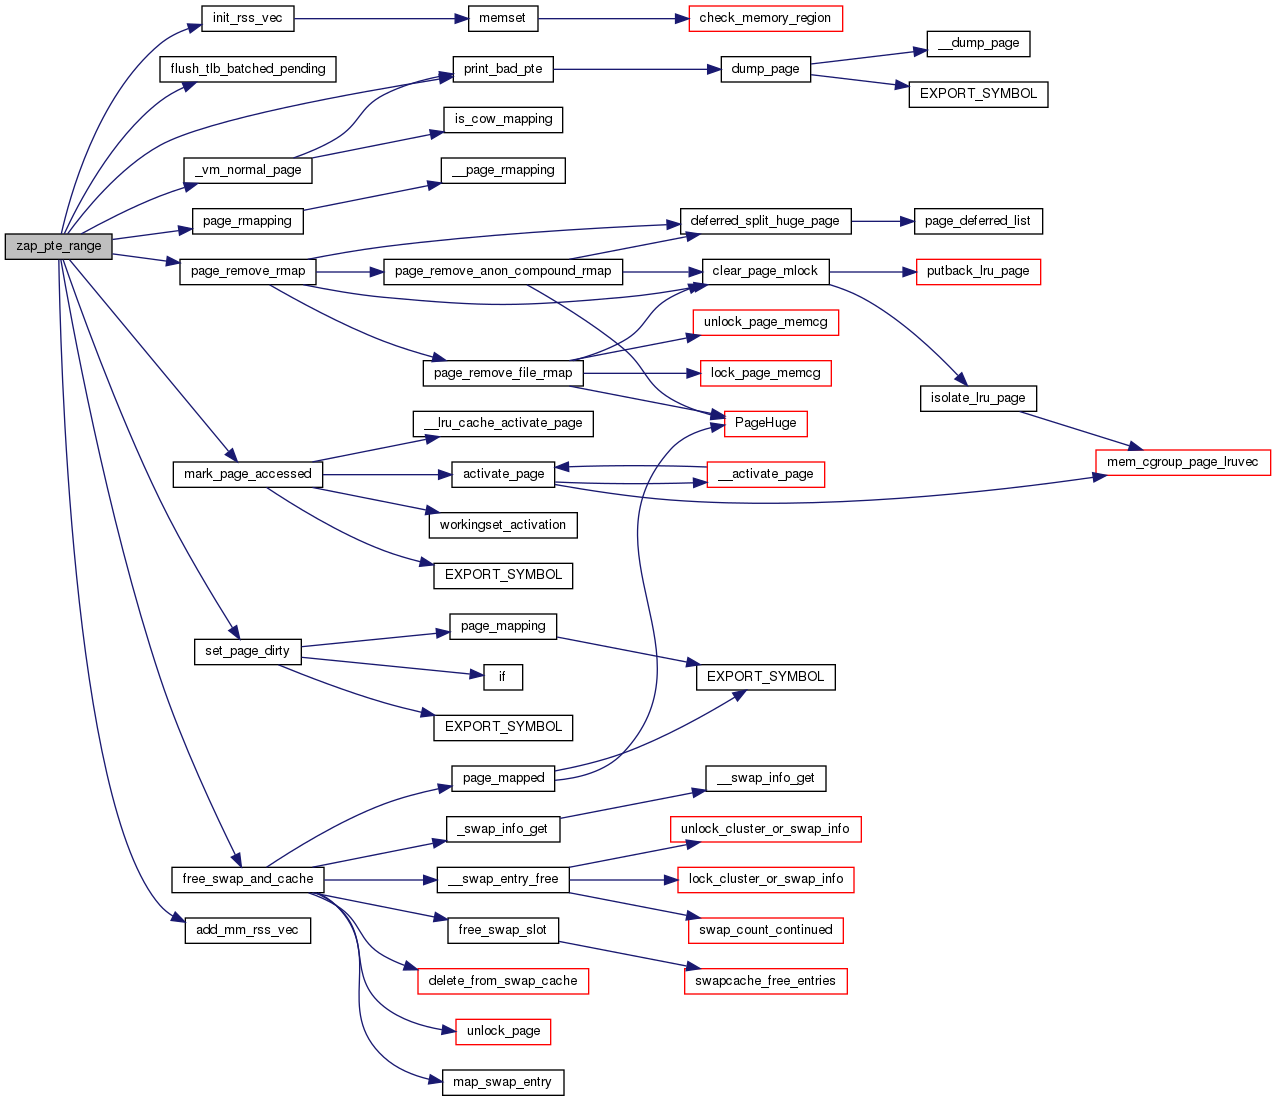 init_rss_vec
memset
check_memory_region
flush_tlb_batched_pending
print_bad_pte
dump_page
__dump_page
EXPORT_SYMBOL
is_cow_mapping
_vm_normal_page
__page_rmapping
page_rmapping
deferred_split_huge_page
page_deferred_list
zap_pte_range
page_remove_rmap
page_remove_anon_compound_rmap
clear_page_mlock
putback_lru_page
unlock_page_memcg
page_remove_file_rmap
lock_page_memcg
isolate_lru_page
__lru_cache_activate_page
PageHuge
mem_cgroup_page_lruvec
mark_page_accessed
activate_page
__activate_page
workingset_activation
EXPORT_SYMBOL
page_mapping
set_page_dirty
if
EXPORT_SYMBOL
EXPORT_SYMBOL
page_mapped
__swap_info_get
_swap_info_get
unlock_cluster_or_swap_info
free_swap_and_cache
__swap_entry_free
lock_cluster_or_swap_info
add_mm_rss_vec
free_swap_slot
swap_count_continued
delete_from_swap_cache
swapcache_free_entries
unlock_page
map_swap_entry